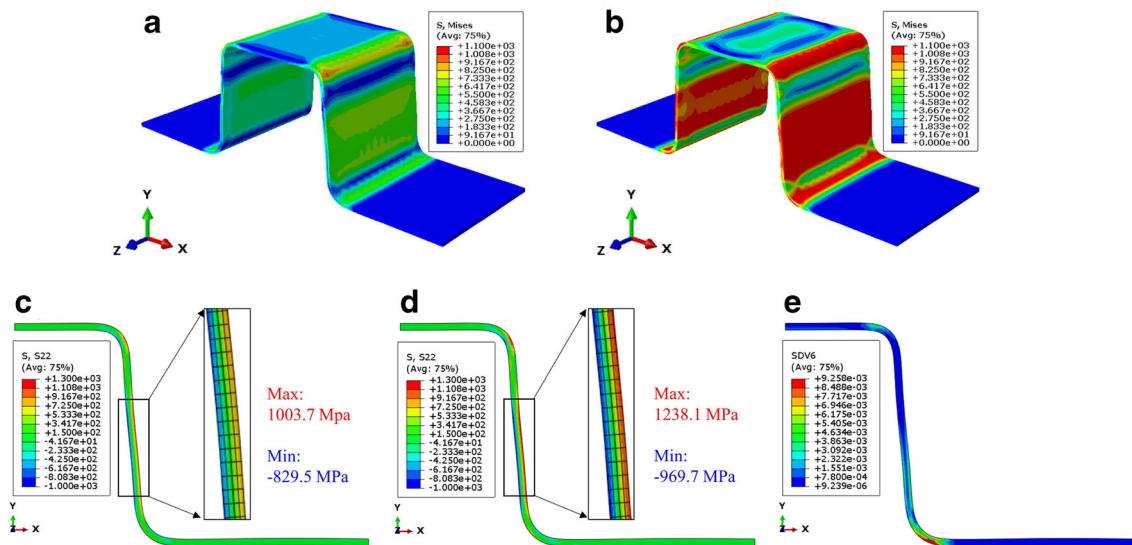 a
S, Mises
(Avg: 75%)
+1.100e+03
+1.008e+03
+9.167e+02
+8.250e+02
+7.333e+02
+6.417e+02
+5.500e+02
+4.583e+02
+3.667e+02
+2.750e+02
+1.833e+02
+9.167e+01
+0.000e+00
Y
Z
X
b
S, Mises
(Avg: 75%)
+1.100e+03
+1.008e+03
+9.167e+02
+8.250e+02
+7.333e+02
+6.417e+02
+5.500e+02
+4.583e+02
+3.667e+02
+2.750e+02
+1.833e+02
+9.167e+01
+0.000e+00
Y
Z
X
c
S, S22
(Avg: 75%)
+1.300e+03
+1.108e+03
+9.167e+02
+7.250e+02
+5.333e+02
+3.417e+02
+1.500e+02
-4.167e+01
-2.333e+02
-4.250e+02
-6.167e+02
-8.083e+02
-1.000e+03
Max:
1003.7 Mpa
Min:
-829.5 MPa
Y
Z
X
d
S, S22
(Avg: 75%)
+1.300e+03
+1.108e+03
+9.167e+02
+7.250e+02
+5.333e+02
+3.417e+02
+1.500e+02
-4.167e+01
-2.333e+02
-4.250e+02
-6.167e+02
-8.083e+02
-1.000e+03
Max:
1238.1 MPa
Min:
-969.7 MPa
Y
Z
X
e
SDV6
(Avg: 75%)
+9.258e-03
+8.488e-03
+7.717e-03
+6.946e-03
+6.175e-03
+5.405e-03
+4.634e-03
+3.863e-03
+3.092e-03
+2.322e-03
+1.551e-03
+7.800e-04
+9.239e-06
Y
Z
X